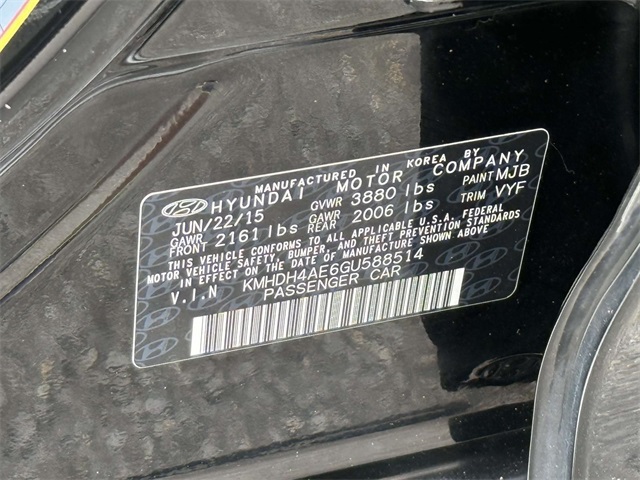 MANUFACTURED IN KOREA BY
HYUNDAI MOTOR COMPANY
JUN/22/15 GVWR 3880 lbs PAINT MJB
GAWR FRONT 2161 lbs GAWR REAR 2006 lbs TRIM VYF
THIS VEHICLE CONFORMS TO ALL APPLICABLE U.S.A. FEDERAL
MOTOR VEHICLE SAFETY, BUMPER, AND THEFT PREVENTION STANDARDS
IN EFFECT ON THE DATE OF MANUFACTURE SHOWN ABOVE.
V.I.N KMHDH4AE6GU588514
PASSENGER CAR